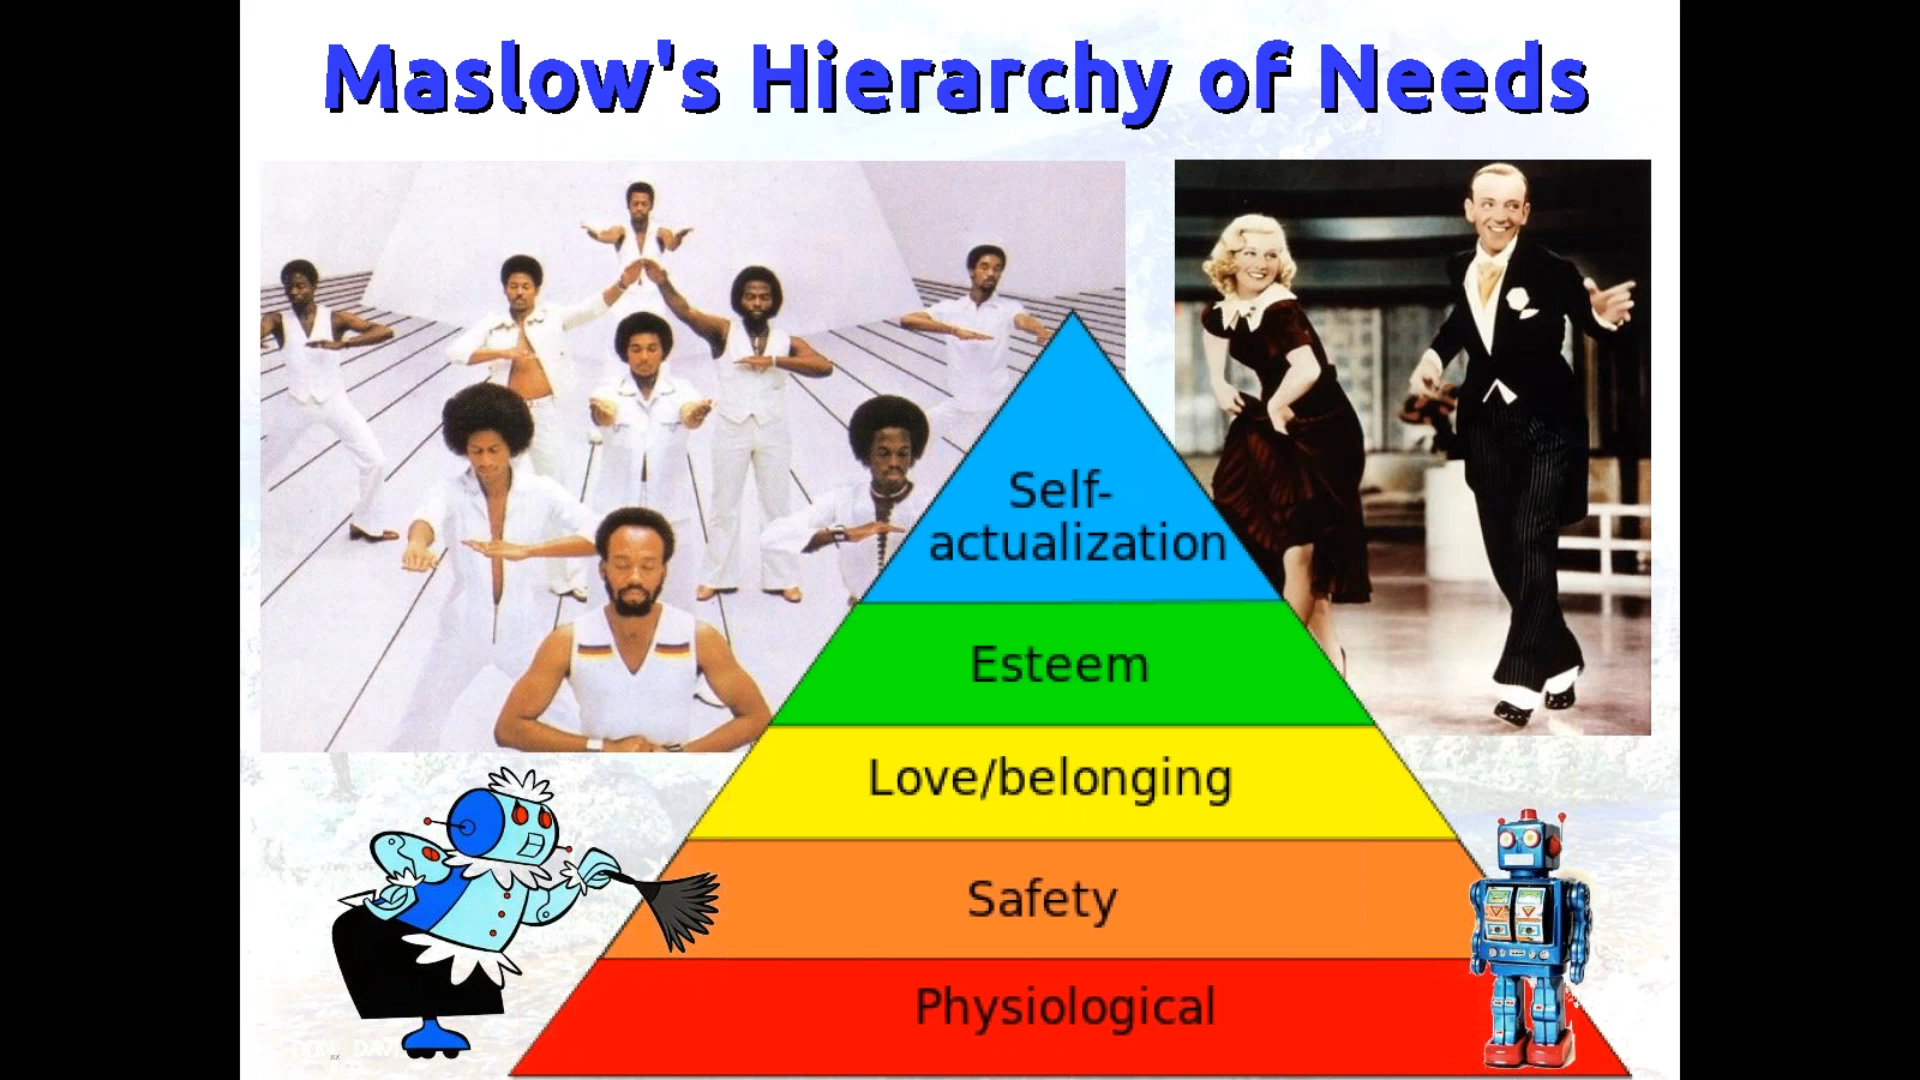 Maslow's Hierarchy of Needs
Self-
actualization
Esteem
Love/belonging
Safety
Physiological